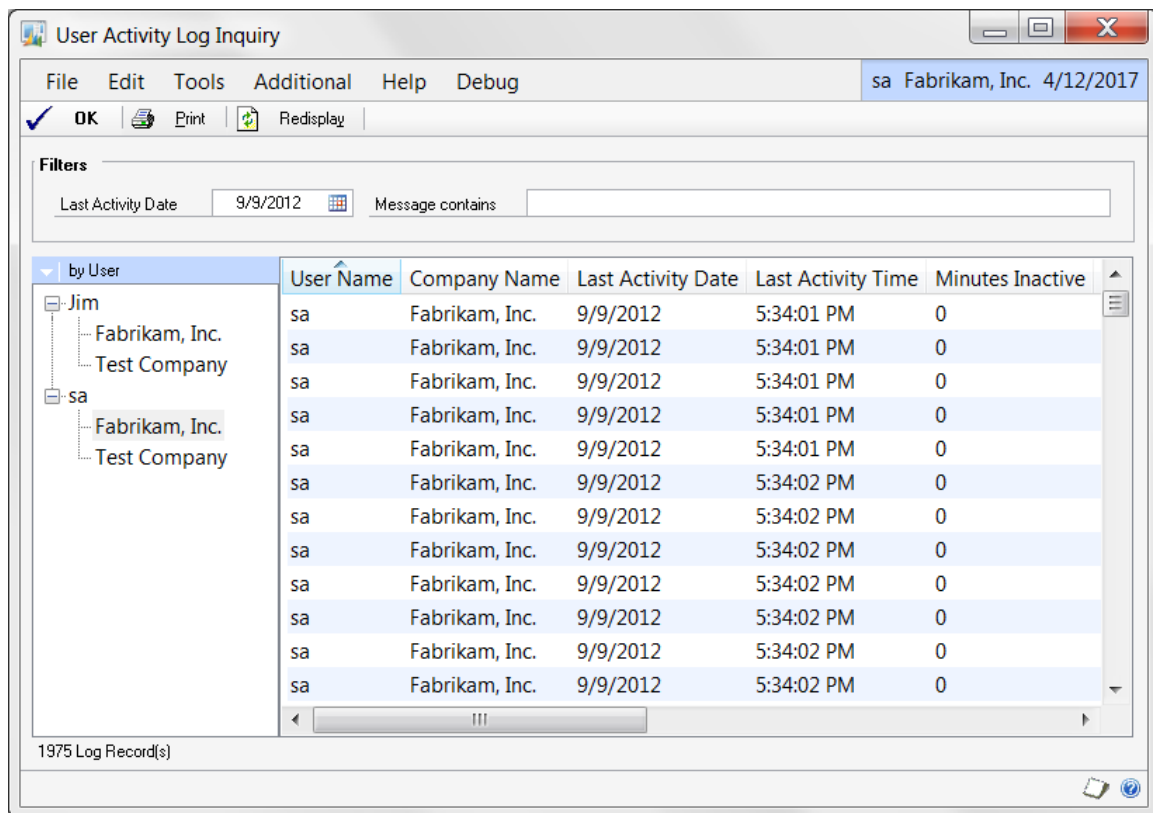 User Activity Log Inquiry
File Edit Tools Additional Help Debug sa Fabrikam, Inc. 4/12/2017
OK Print Redisplay
Filters
Last Activity Date 9/9/2012 Message contains
by User
Jim
Fabrikam, Inc.
Test Company
sa
Fabrikam, Inc.
Test Company
User Name Company Name Last Activity Date Last Activity Time Minutes Inactive
sa Fabrikam, Inc. 9/9/2012 5:34:01 PM 0
sa Fabrikam, Inc. 9/9/2012 5:34:01 PM 0
sa Fabrikam, Inc. 9/9/2012 5:34:01 PM 0
sa Fabrikam, Inc. 9/9/2012 5:34:01 PM 0
sa Fabrikam, Inc. 9/9/2012 5:34:01 PM 0
sa Fabrikam, Inc. 9/9/2012 5:34:02 PM 0
sa Fabrikam, Inc. 9/9/2012 5:34:02 PM 0
sa Fabrikam, Inc. 9/9/2012 5:34:02 PM 0
sa Fabrikam, Inc. 9/9/2012 5:34:02 PM 0
sa Fabrikam, Inc. 9/9/2012 5:34:02 PM 0
sa Fabrikam, Inc. 9/9/2012 5:34:02 PM 0
sa Fabrikam, Inc. 9/9/2012 5:34:02 PM 0
1975 Log Record(s)